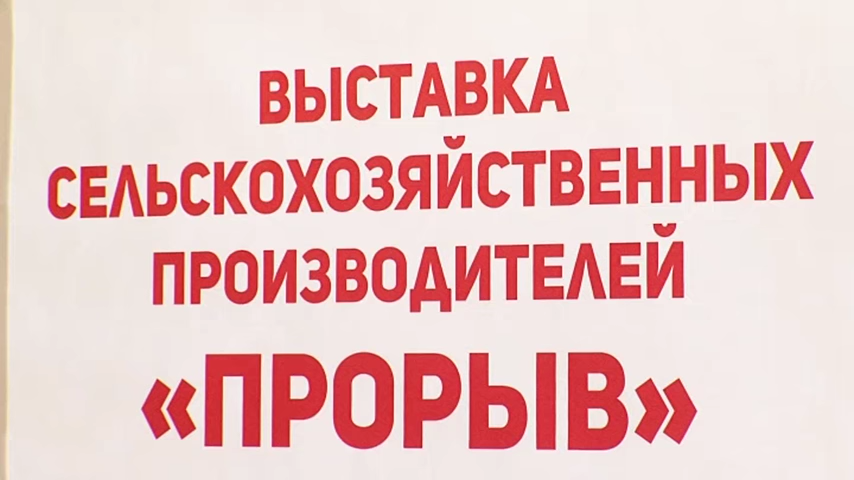 ВЫСТАВКА
СЕЛЬСКОХОЗЯЙСТВЕННЫХ
ПРОИЗВОДИТЕЛЕЙ
«ПРОРЫВ»